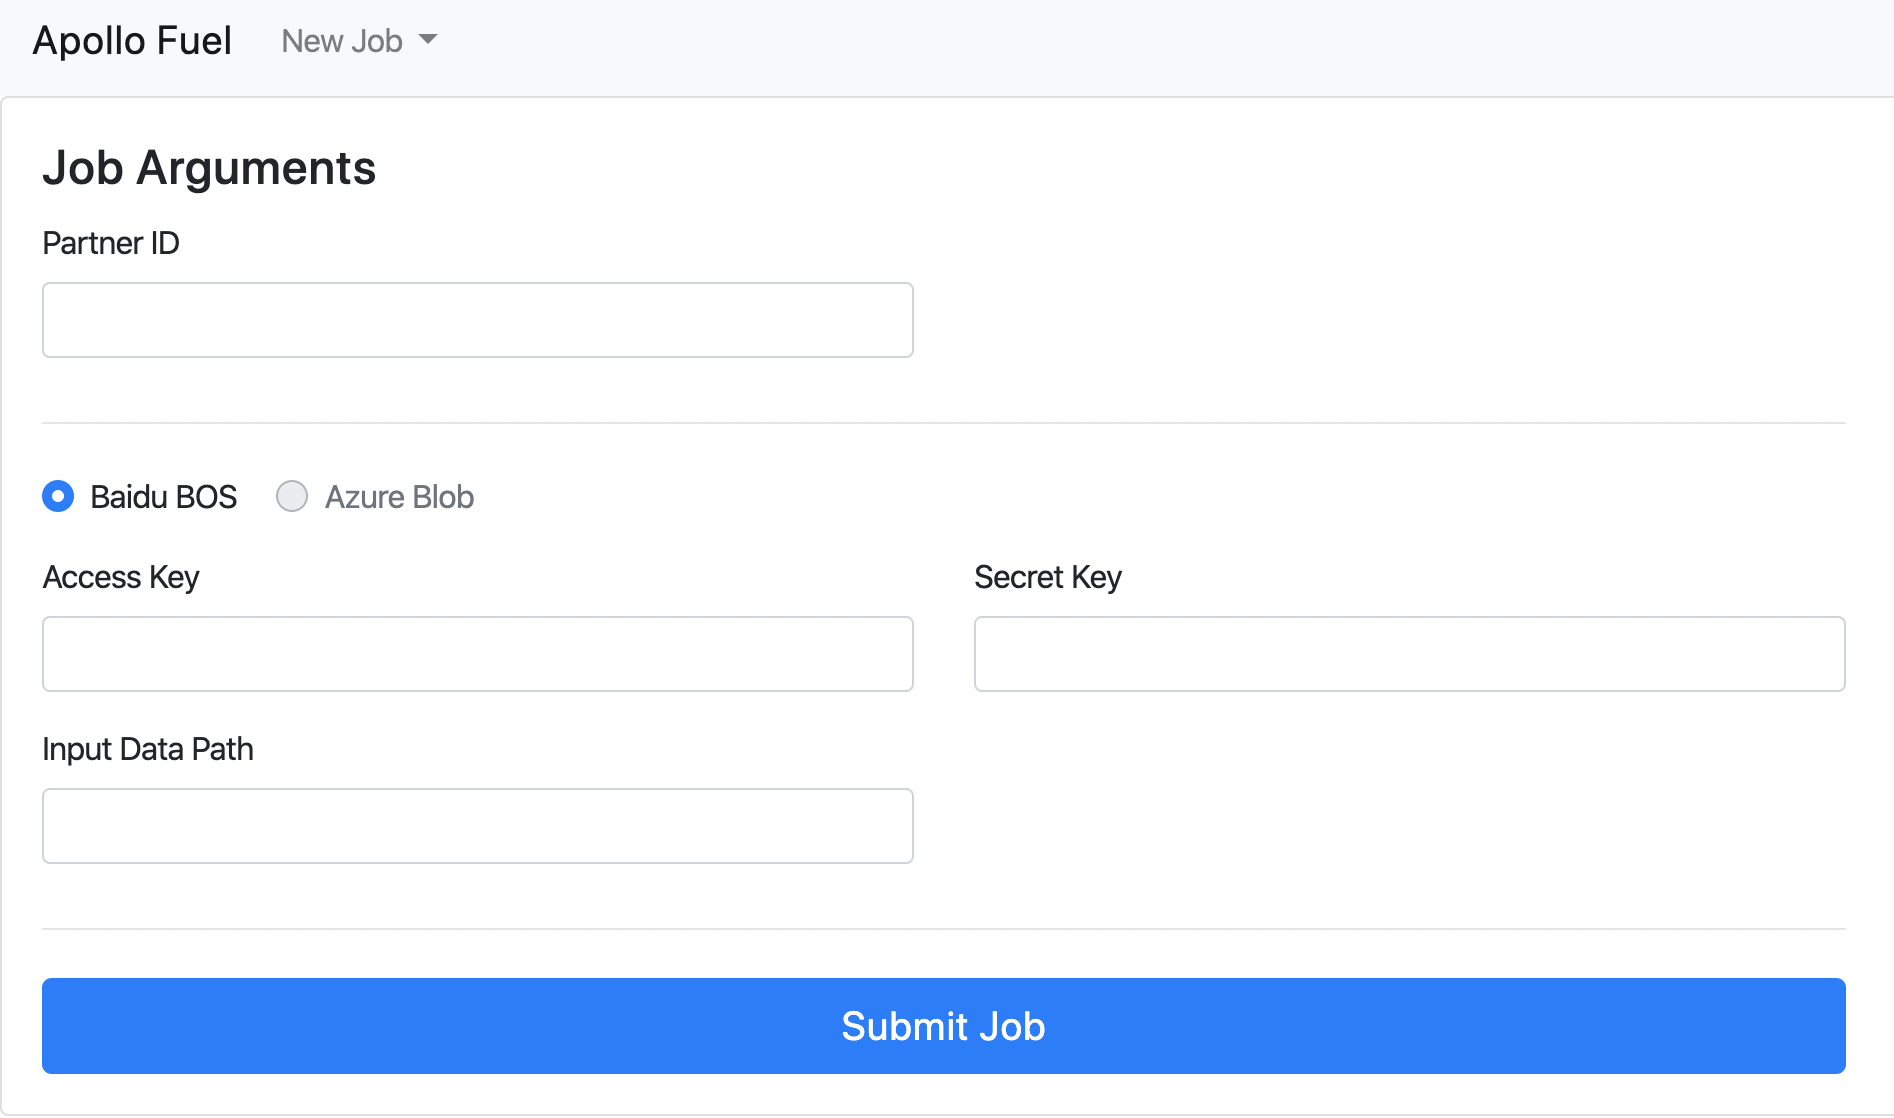 Apollo Fuel New Job
Job Arguments
Partner ID
Baidu BOS Azure Blob
Access Key Secret Key
Input Data Path
Submit Job